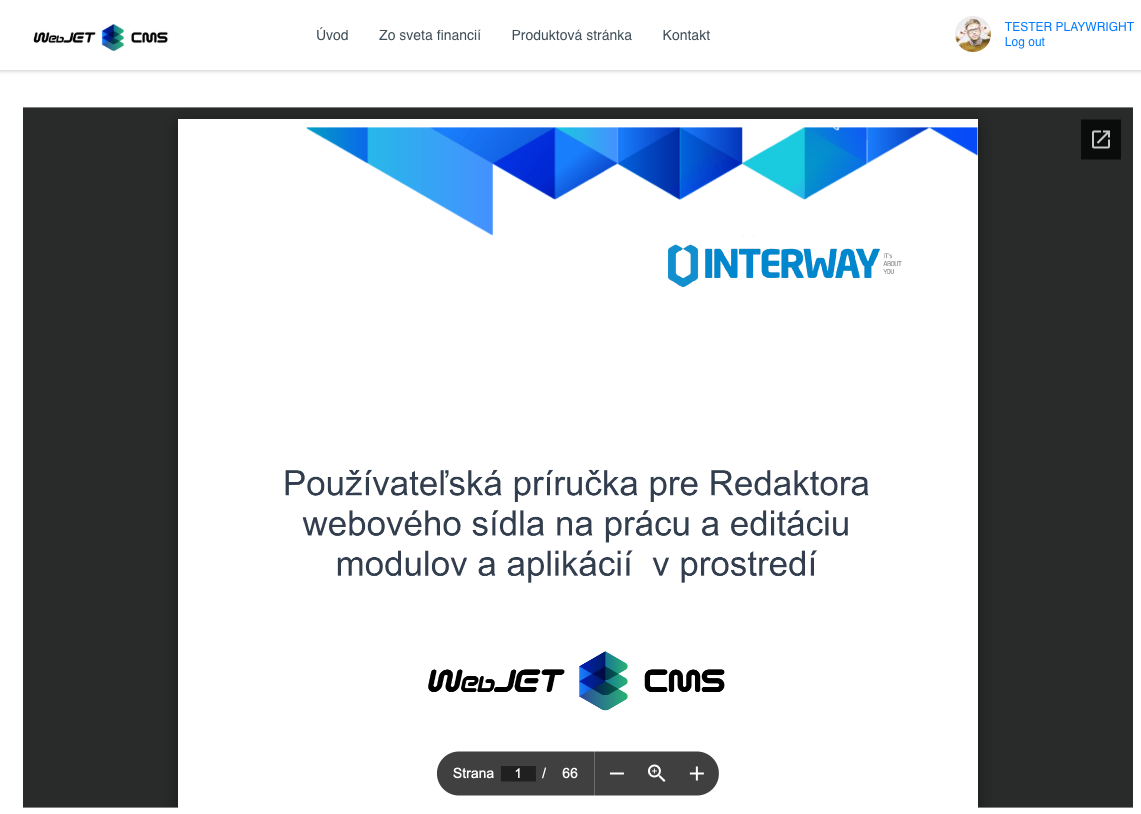 WebJET CMS
Úvod
Zo sveta financií
Produktová stránka
Kontakt
TESTER PLAYWRIGHT
Log out
INTERWAY
IT's
ABOUT
YOU
Používateľská príručka pre Redaktora
webového sídla na prácu a editáciu
modulov a aplikácií  v prostredí
WebJET CMS
Strana 1 / 66